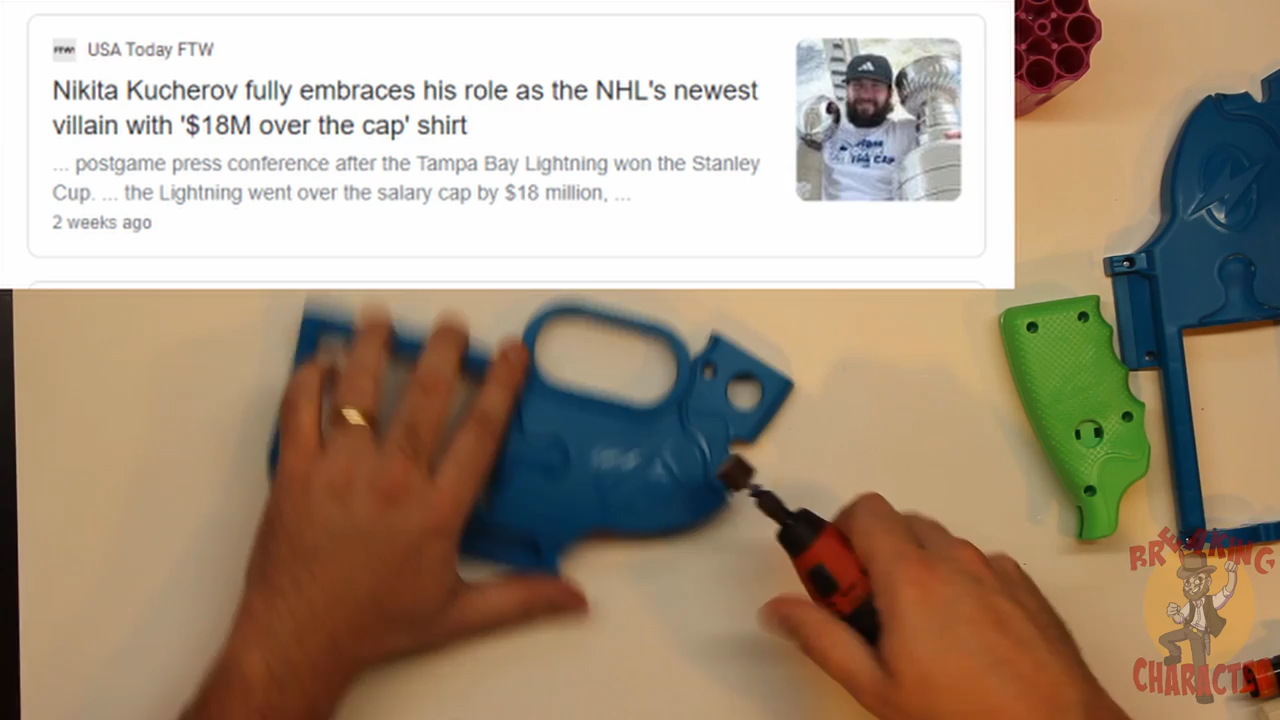 FTW!
USA Today FTW
Nikita Kucherov fully embraces his role as the NHL's newest
villain with '$18M over the cap' shirt
... postgame press conference after the Tampa Bay Lightning won the Stanley
Cup. ... the Lightning went over the salary cap by $18 million, ...
2 weeks ago
BREAKING
CHARACTER